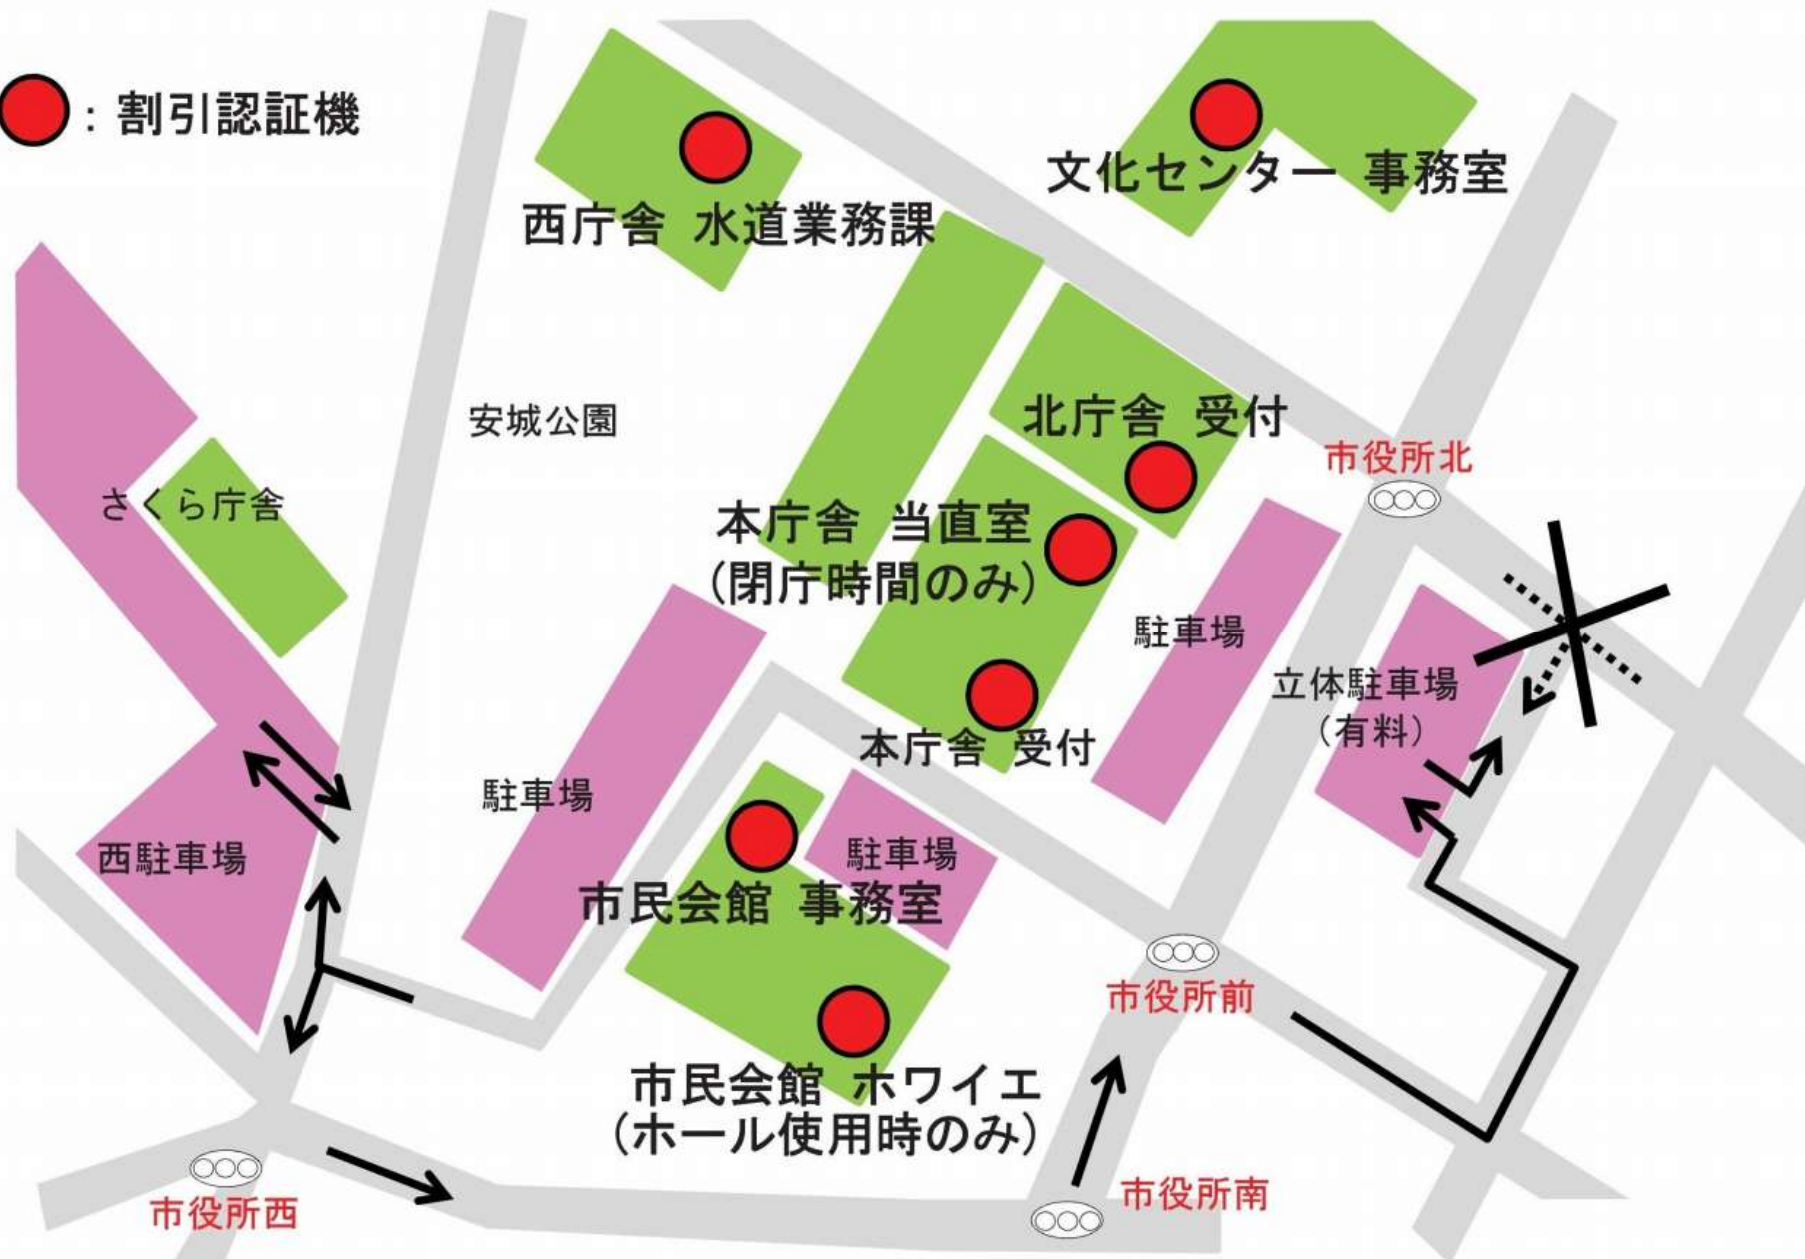 ：割引認証機
文化センター 事務室
西庁舎 水道業務課
安城公園
北庁舎 受付
市役所北
さくら庁舎
本庁舎 当直室
（閉庁時間のみ）
駐車場
立体駐車場
（有料）
本庁舎 受付
駐車場
西駐車場
駐車場
市民会館 事務室
市役所前
市民会館 ホワイエ
（ホール使用時のみ）
市役所南
市役所西